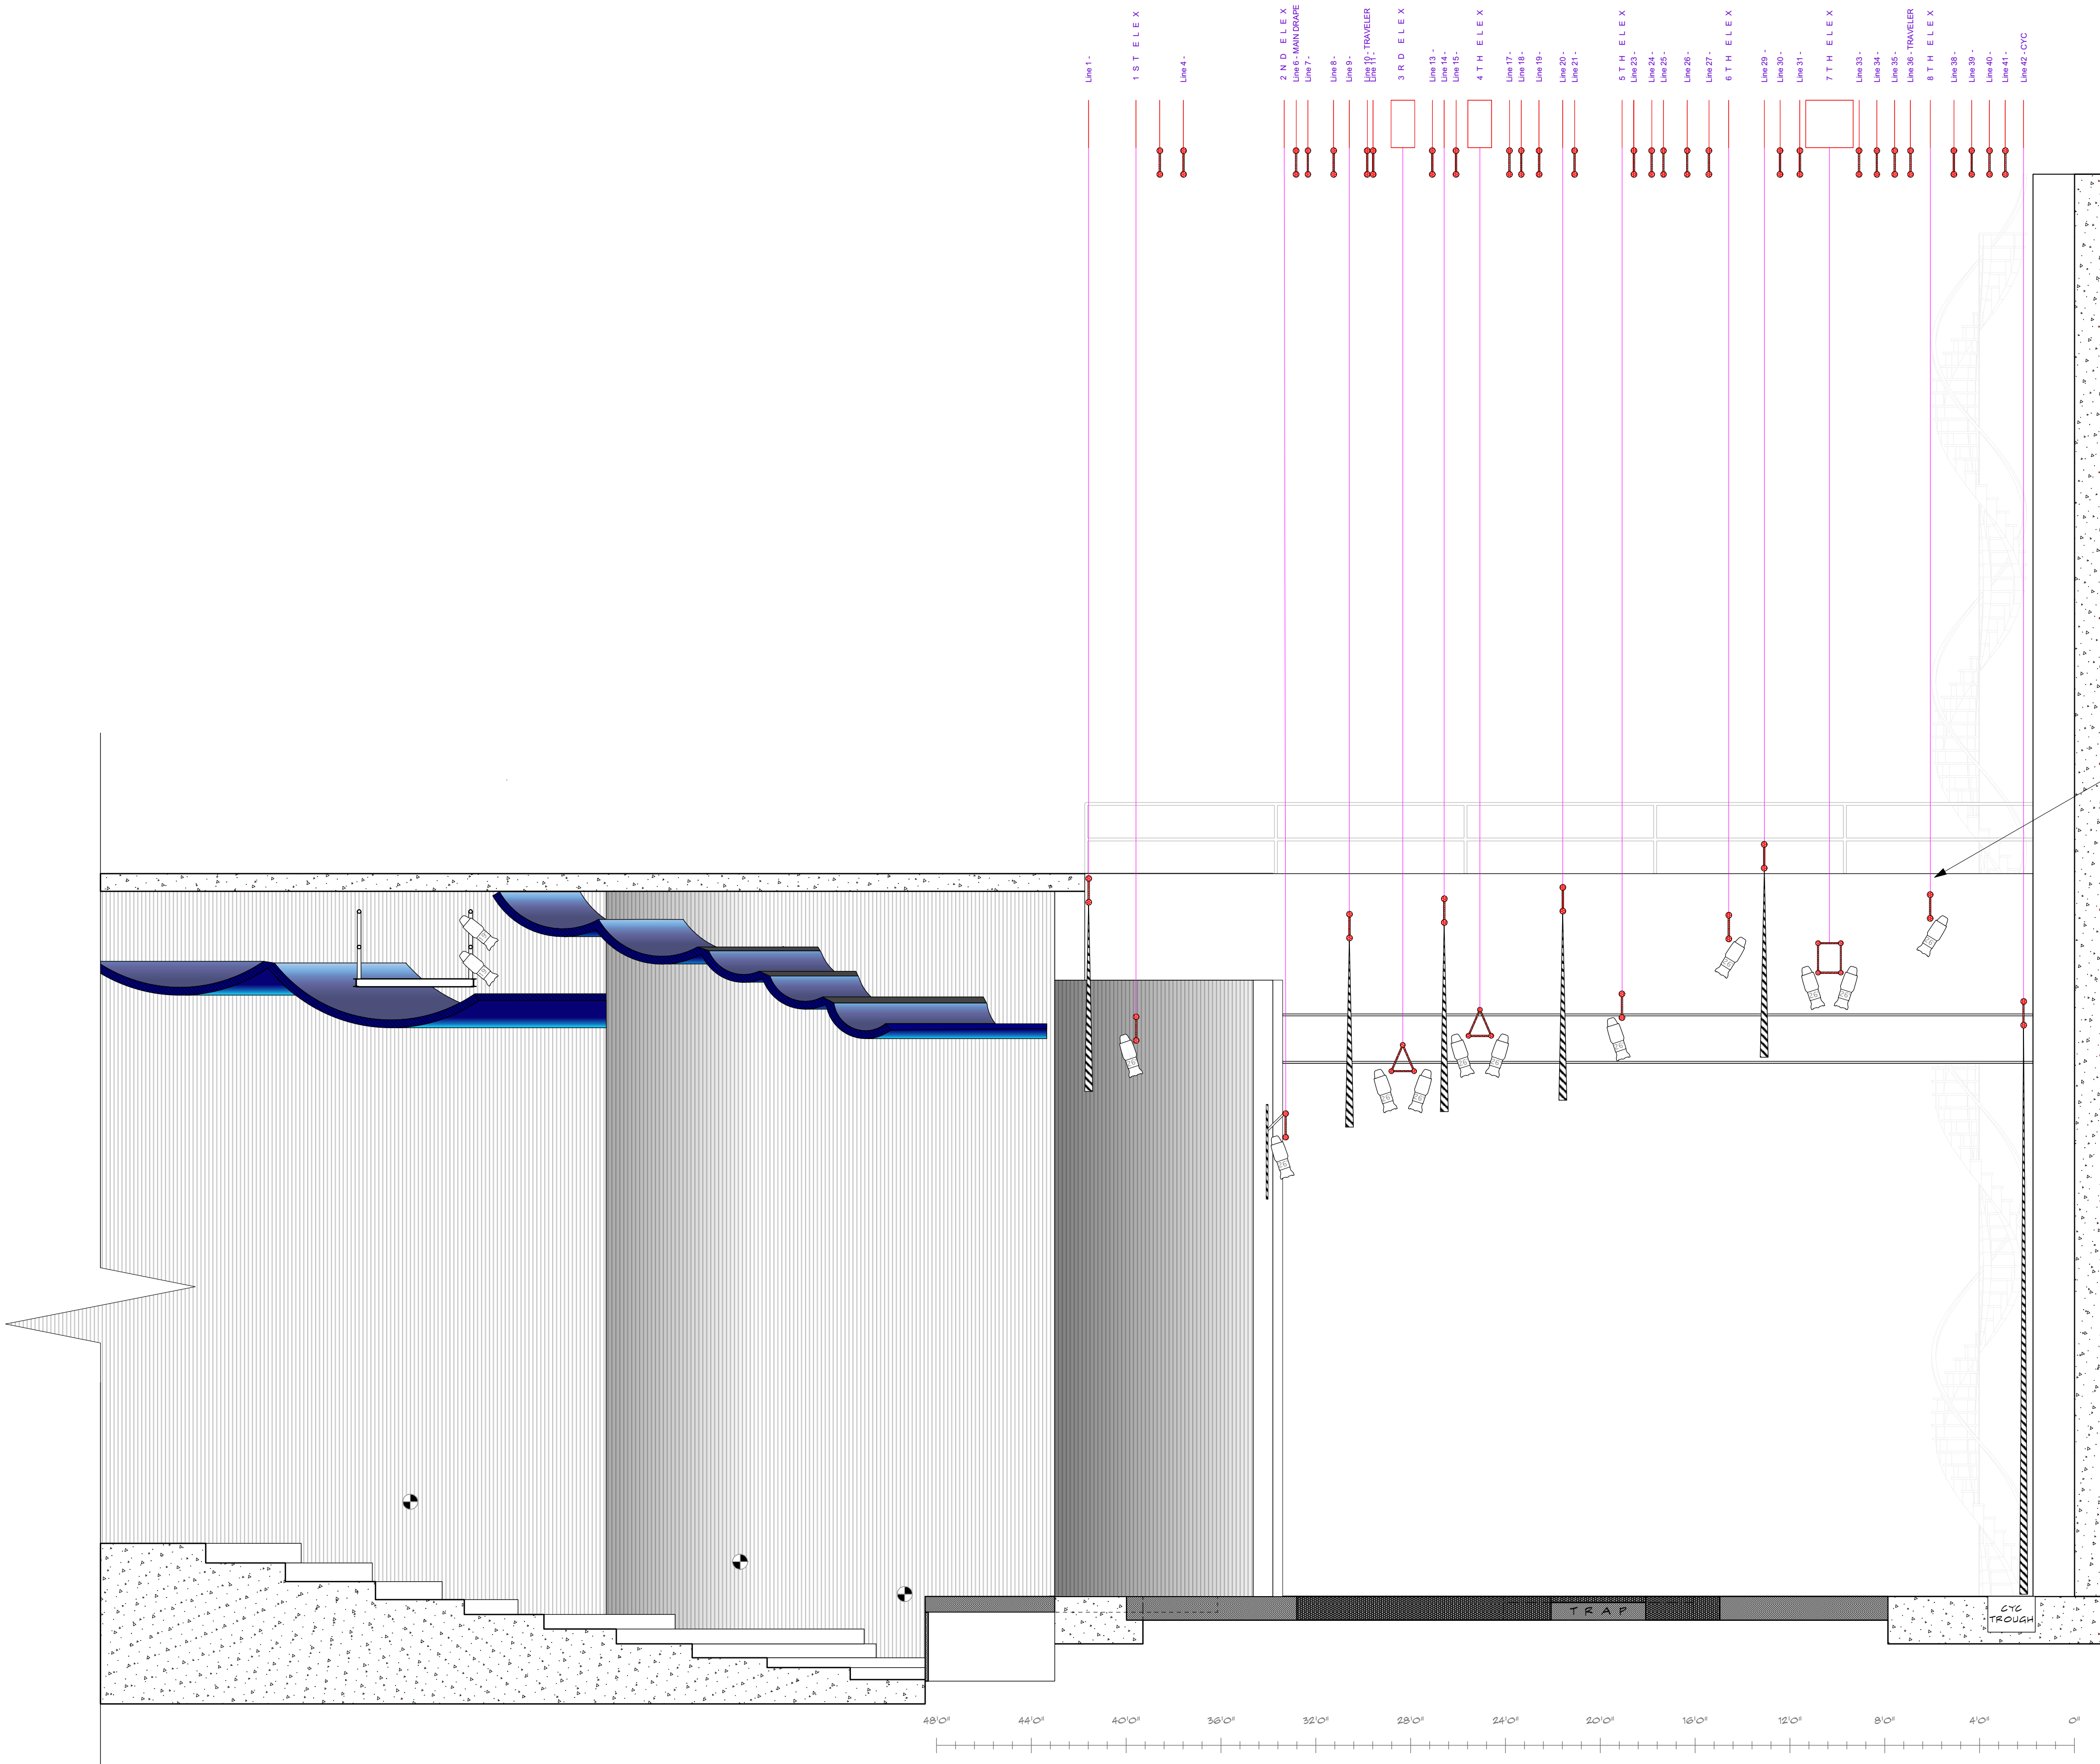 Line 1 -
1 S T  E L E X
Line 4 -
2 N D  E L E X
Line 6 - MAIN DRAPE
Line 7 -
Line 8 -
Line 9 -
Line 10 - TRAVELER
Line 11 -
3 R D  E L E X
Line 13 -
Line 14 -
Line 15 -
4 T H  E L E X
Line 17 -
Line 18 -
Line 19 -
Line 20 -
Line 21 -
5 T H  E L E X
Line 23 -
Line 24 -
Line 25 -
Line 26 -
Line 27 -
6 T H  E L E X
Line 29 -
Line 30 -
Line 31 -
7 T H  E L E X
Line 33 -
Line 34 -
Line 35 -
Line 36 - TRAVELER
8 T H  E L E X
Line 38 -
Line 39 -
Line 40 -
Line 41 -
Line 42 - CYC
T R A P
CYC
TROUGH
48'0" 44'0" 40'0" 36'0" 32'0" 28'0" 24'0" 20'0" 16'0" 12'0" 8'0" 4'0" 0"